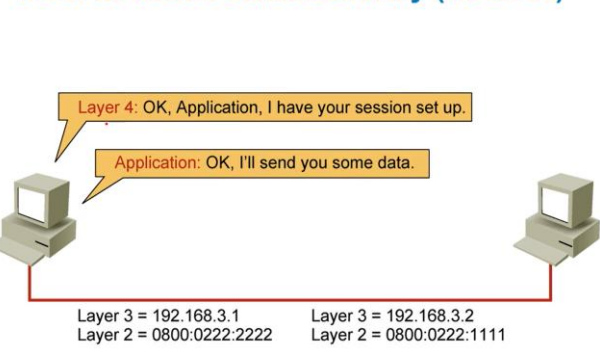 Layer 4: OK, Application, I have your session set up.
Application: OK, I'll send you some data.
Layer 3 = 192.168.3.1
Layer 2 = 0800:0222:2222
Layer 3 = 192.168.3.2
Layer 2 = 0800:0222:1111